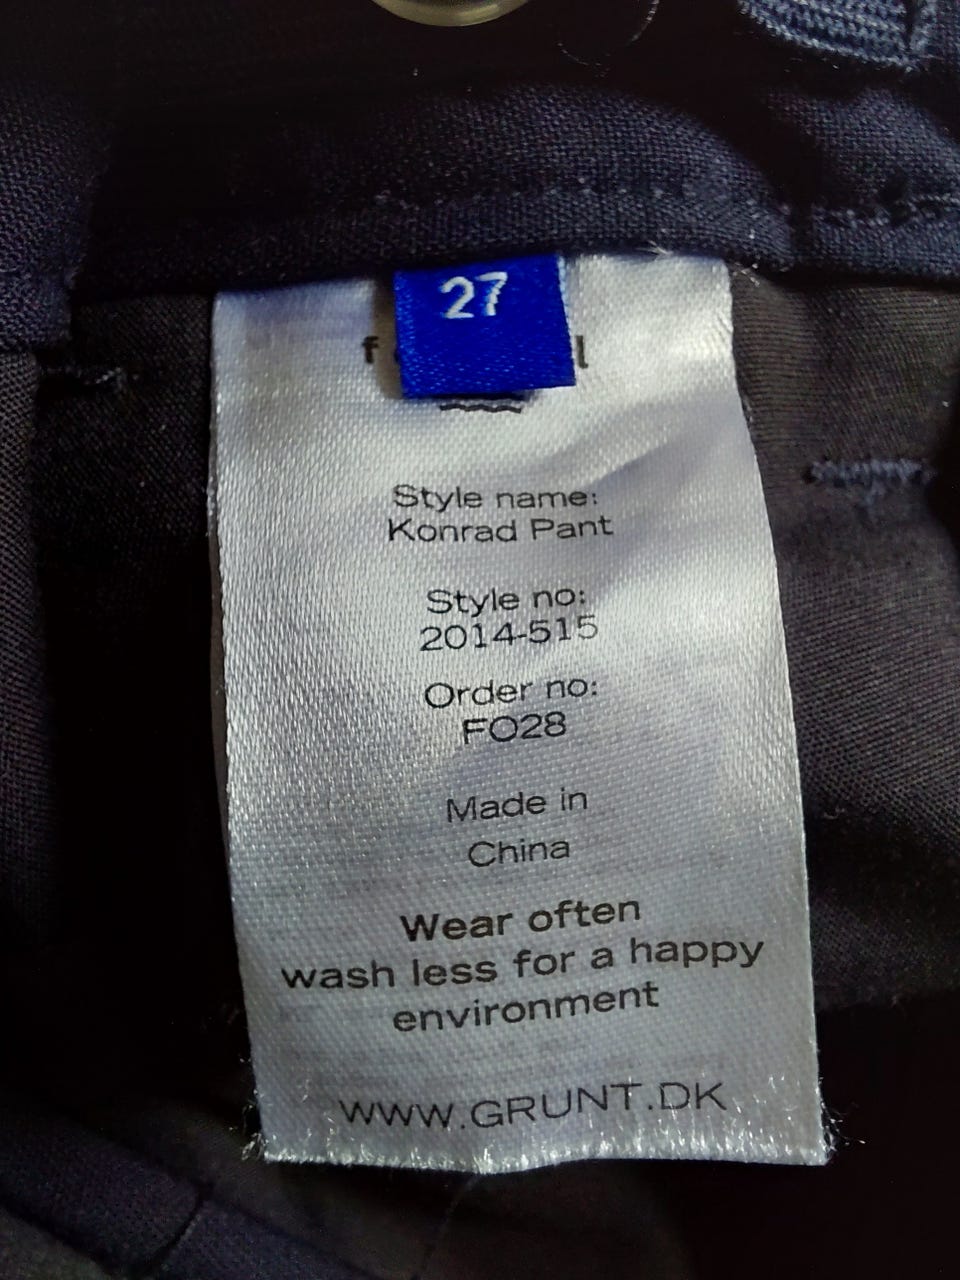 27
Style name:
Konrad Pant
Style no:
2014-515
Order no:
FO28
Made in
China
Wear often
wash less for a happy
environment
WWW.GRUNT.DK